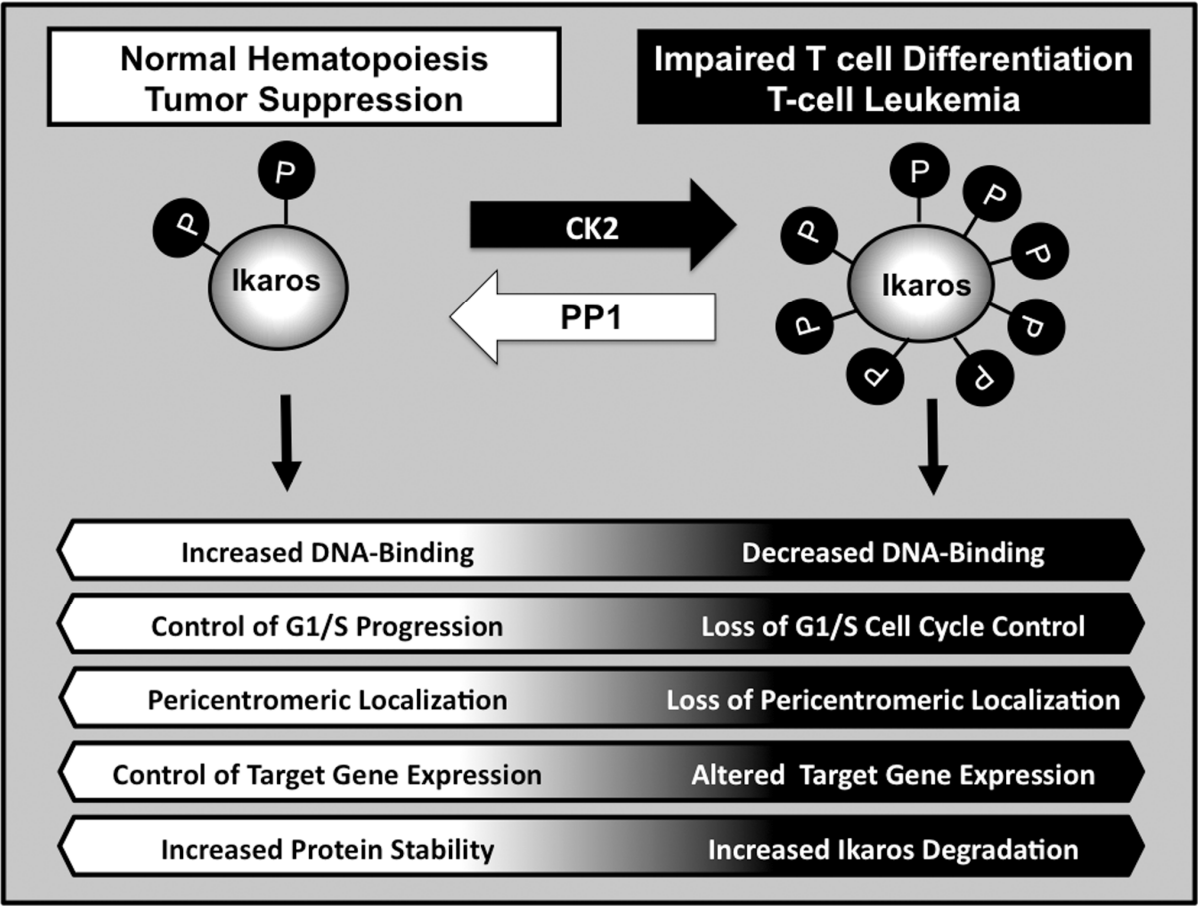 Normal Hematopoiesis
Tumor Suppression
Impaired T cell Differentiation
T-cell Leukemia
P
P
Ikaros
CK2
PP1
P
P
P
P
P
P
P
P
Ikaros
Increased DNA-Binding
Decreased DNA-Binding
Control of G1/S Progression
Loss of G1/S Cell Cycle Control
Pericentromeric Localization
Loss of Pericentromeric Localization
Control of Target Gene Expression
Altered Target Gene Expression
Increased Protein Stability
Increased Ikaros Degradation